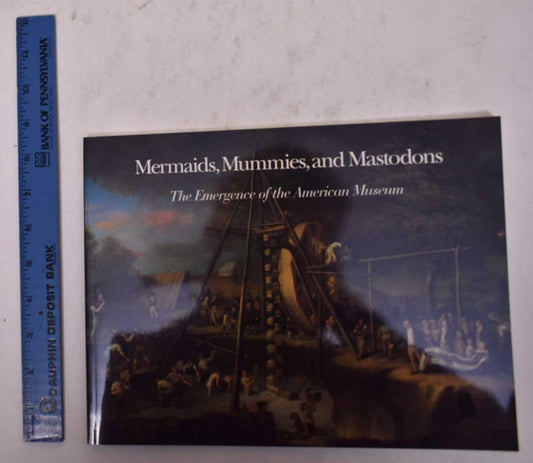 Mermaids, Mummies, and Mastodons
The Emergence of the American Museum
BANK OF PENNSYLVANIA
DAUPHIN DEPOSIT BANK